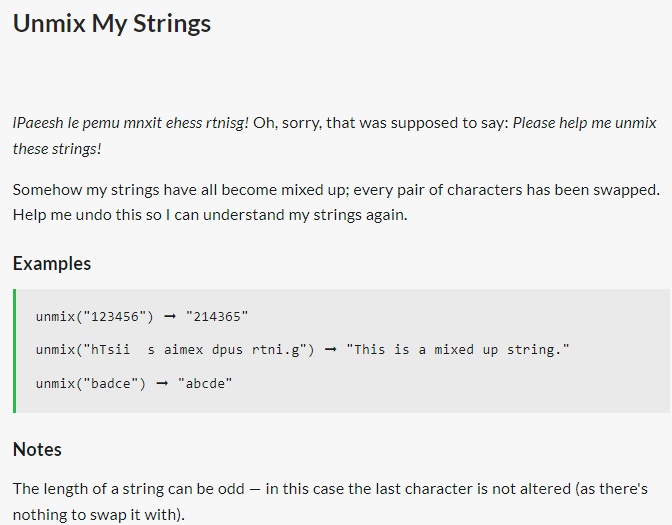 Unmix My Strings
lPaeesh le pemu mnxit ehess rtnisg! Oh, sorry, that was supposed to say: Please help me unmix
these strings!
Somehow my strings have all become mixed up; every pair of characters has been swapped.
Help me undo this so I can understand my strings again.
Examples
unmix("123456") ➞ "214365"
unmix("hTsii  s aimex dpus rtni.g") ➞ "This is a mixed up string."
unmix("badce") ➞ "abcde"
Notes
The length of a string can be odd — in this case the last character is not altered (as there's
nothing to swap it with).